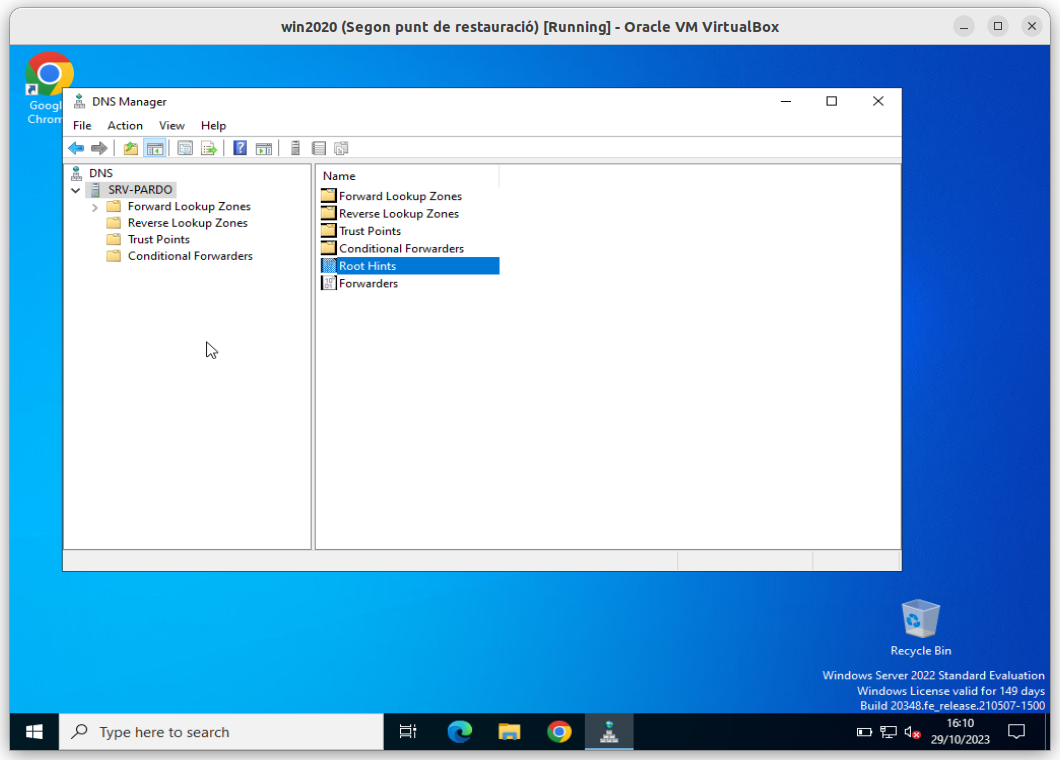 win2020 (Segon punt de restauració) [Running] - Oracle VM VirtualBox
Chrom
DNS Manager
File Action View Help
DNS
SRV-PARDO
Forward Lookup Zones
Reverse Lookup Zones
Trust Points
Conditional Forwarders
Name
Forward Lookup Zones
Reverse Lookup Zones
Trust Points
Conditional Forwarders
Root Hints
Forwarders
Recycle Bin
Windows Server 2022 Standard Evaluation
Windows License valid for 149 days
Build 20348.fe_release.210507-1500
Type here to search
16:10
29/10/2023